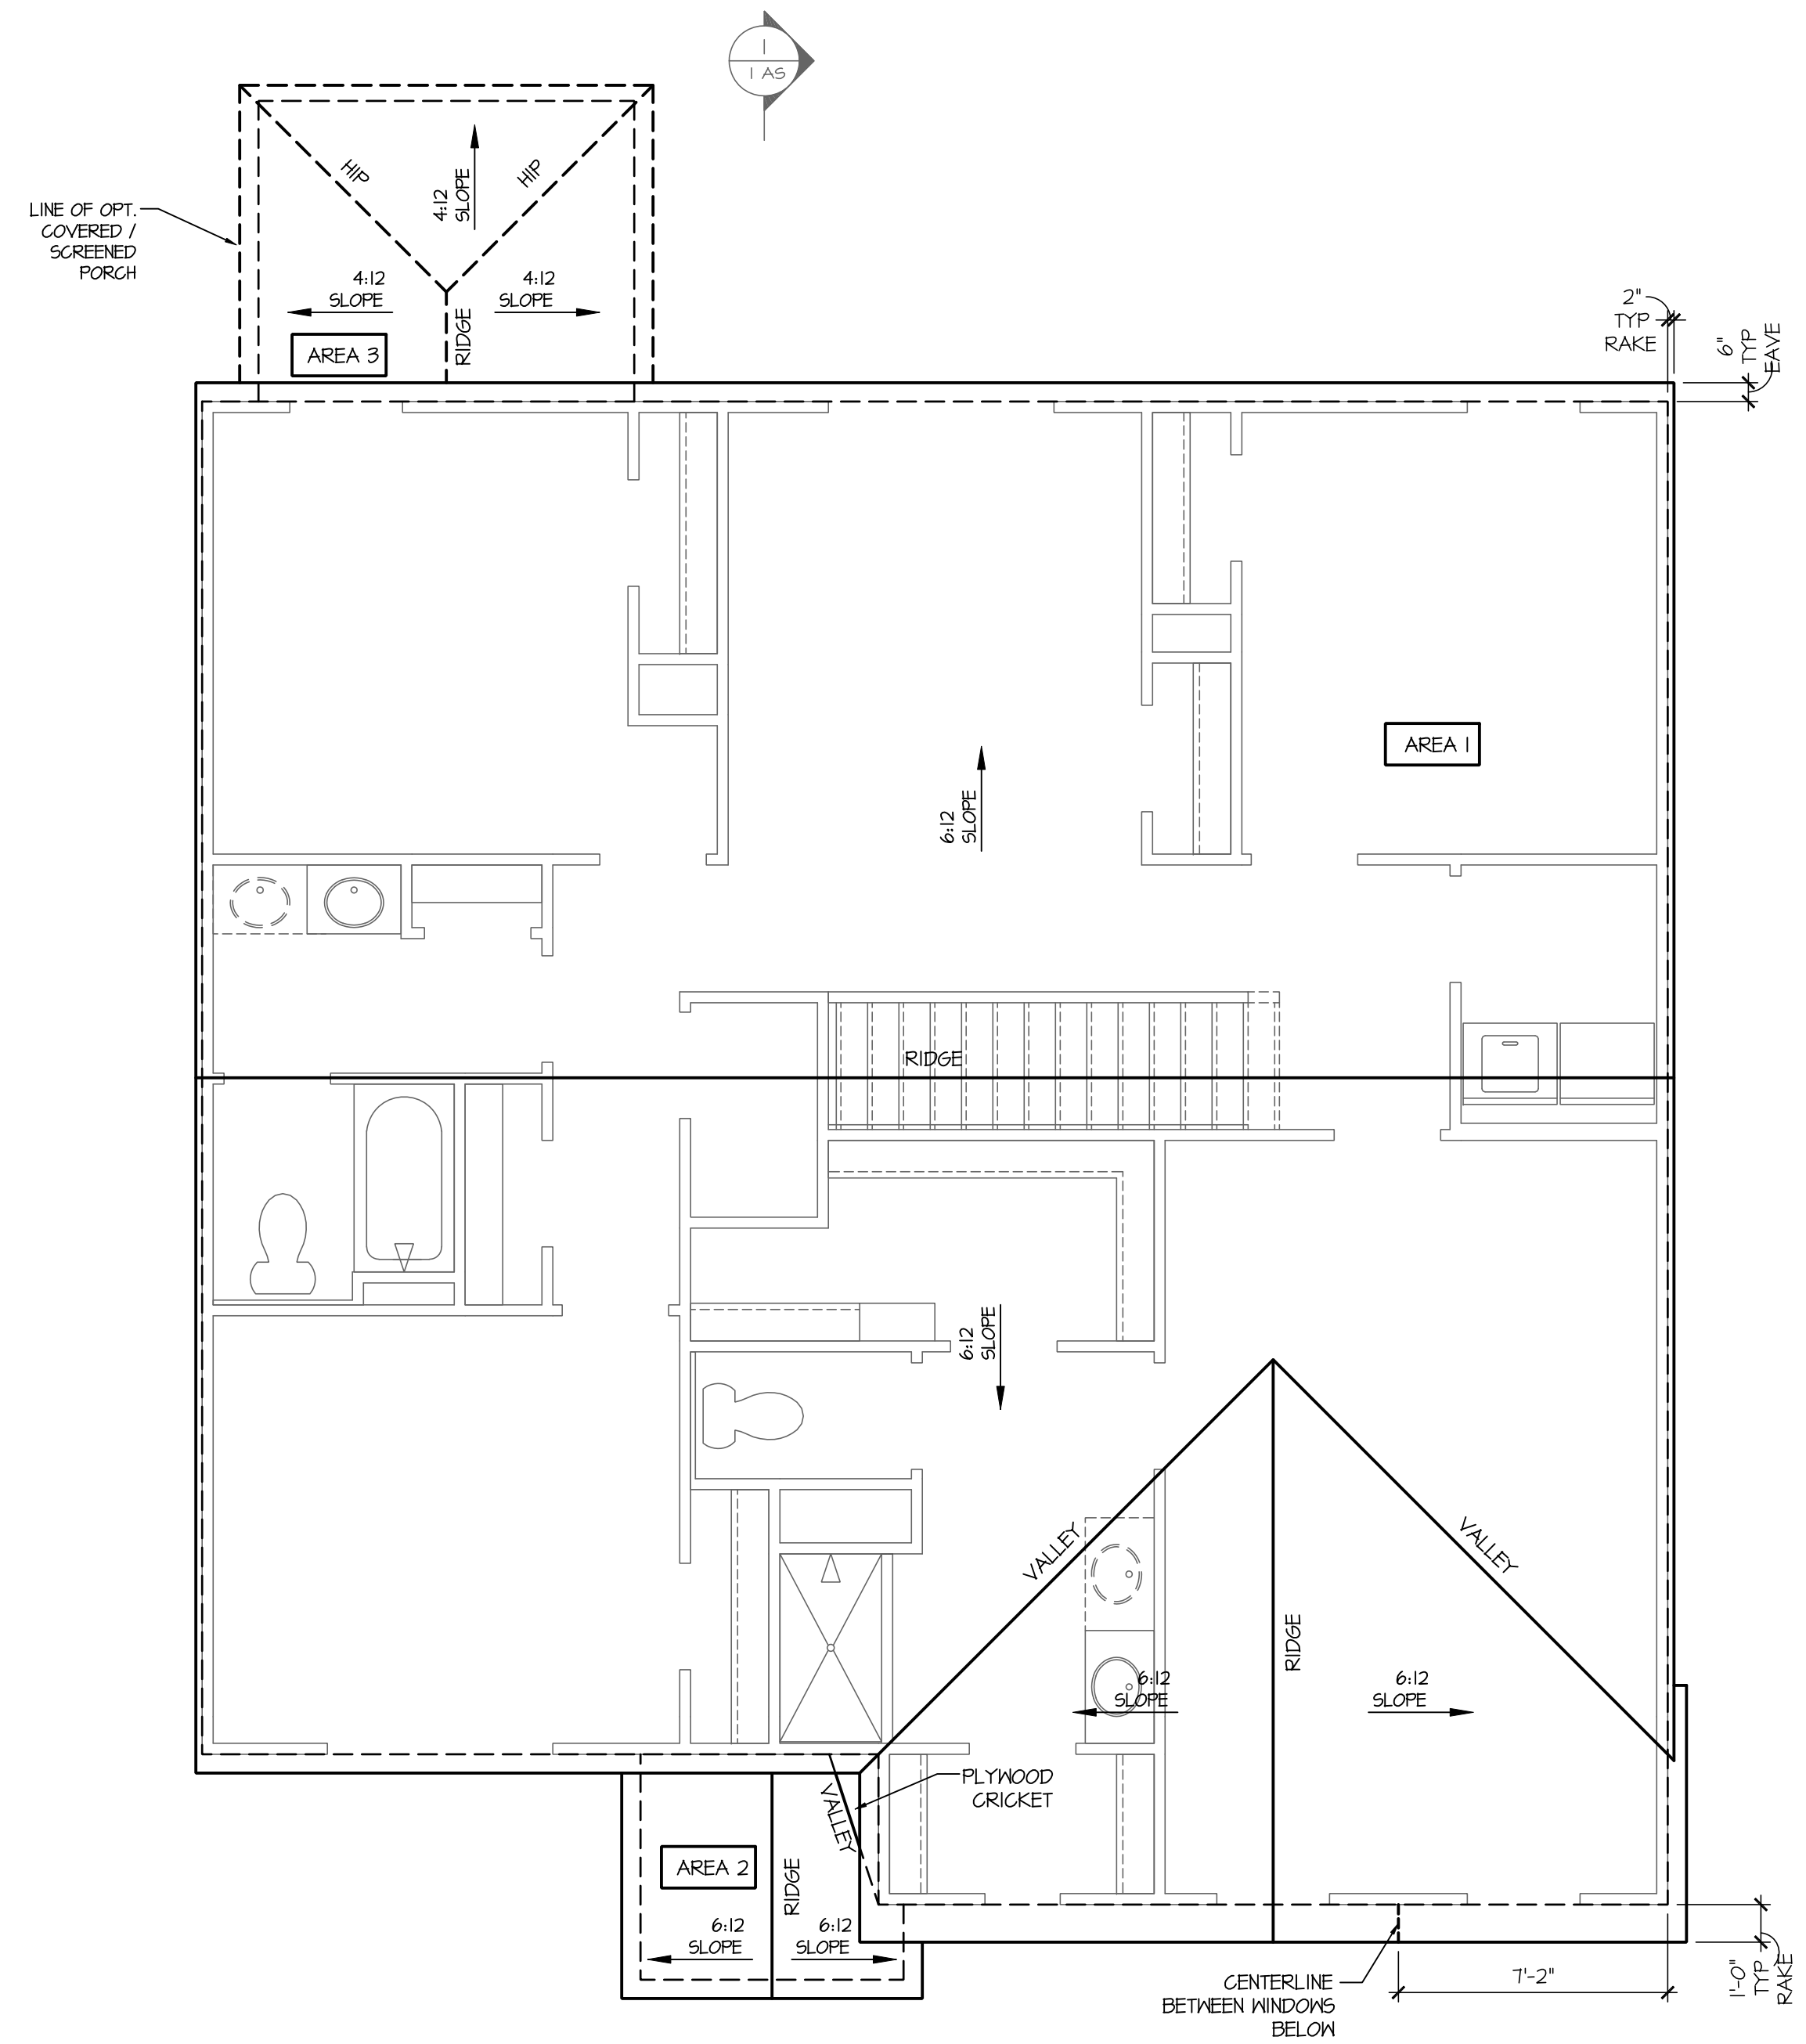 1
1 AS
HIP
HIP
4:12
SLOPE
LINE OF OPT.
COVERED /
SCREENED
PORCH
4:12
SLOPE
4:12
SLOPE
RIDGE
AREA 3
2"
TYP
RAKE
6"
TYP
EAVE
AREA 1
6:12
SLOPE
RIDGE
6:12
SLOPE
VALLEY
VALLEY
RIDGE
6:12
SLOPE
6:12
SLOPE
PLYWOOD
CRICKET
VALLEY
AREA 2
RIDGE
6:12
SLOPE
6:12
SLOPE
CENTERLINE
BETWEEN WINDOWS
BELOW
7'-2"
1'-0"
TYP
RAKE